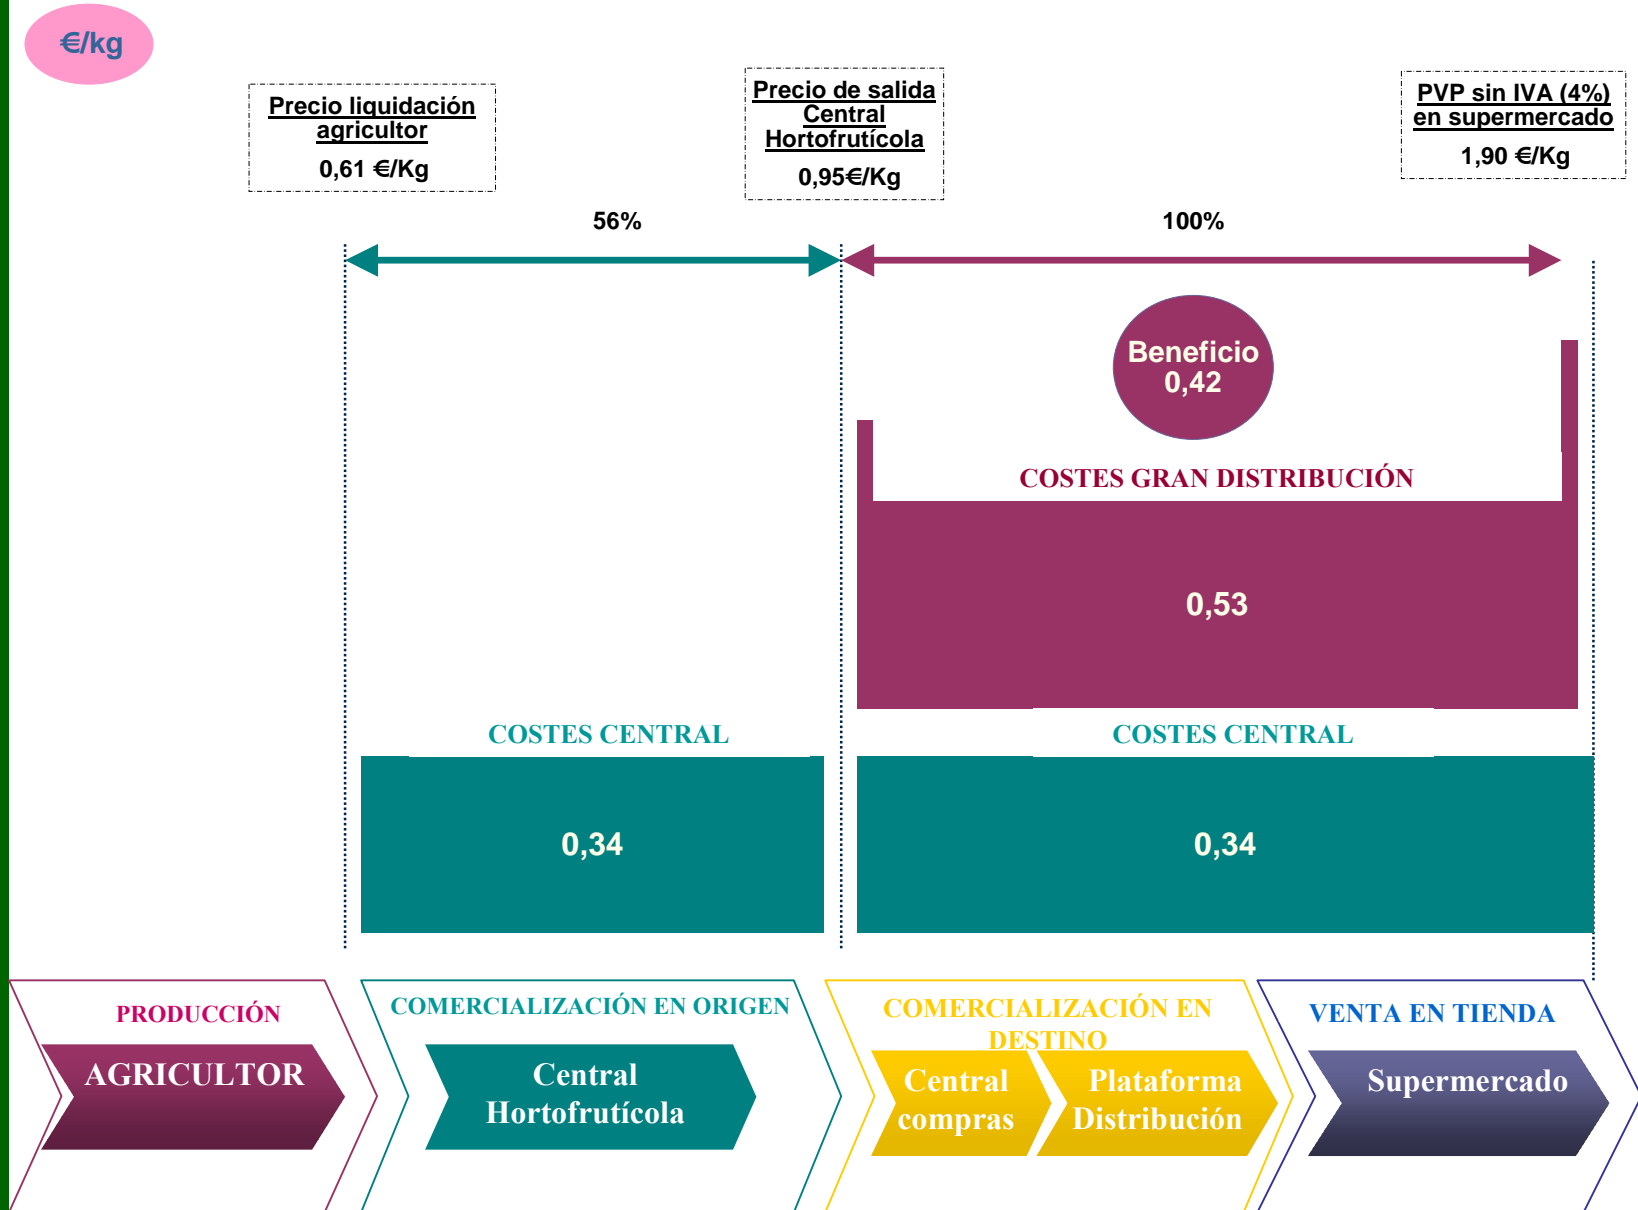 €/kg
Precio liquidación
agricultor
0,61 €/Kg
Precio de salida
Central
Hortofrutícola
0,95€/Kg
PVP sin IVA (4%)
en supermercado
1,90 €/Kg
56%
100%
Beneficio
0,42
COSTES GRAN DISTRIBUCIÓN
0,53
COSTES CENTRAL
COSTES CENTRAL
0,34
0,34
PRODUCCIÓN
AGRICULTOR
COMERCIALIZACIÓN EN ORIGEN
Central
Hortofrutícola
COMERCIALIZACIÓN EN
DESTINO
Central
compras
Plataforma
Distribución
VENTA EN TIENDA
Supermercado